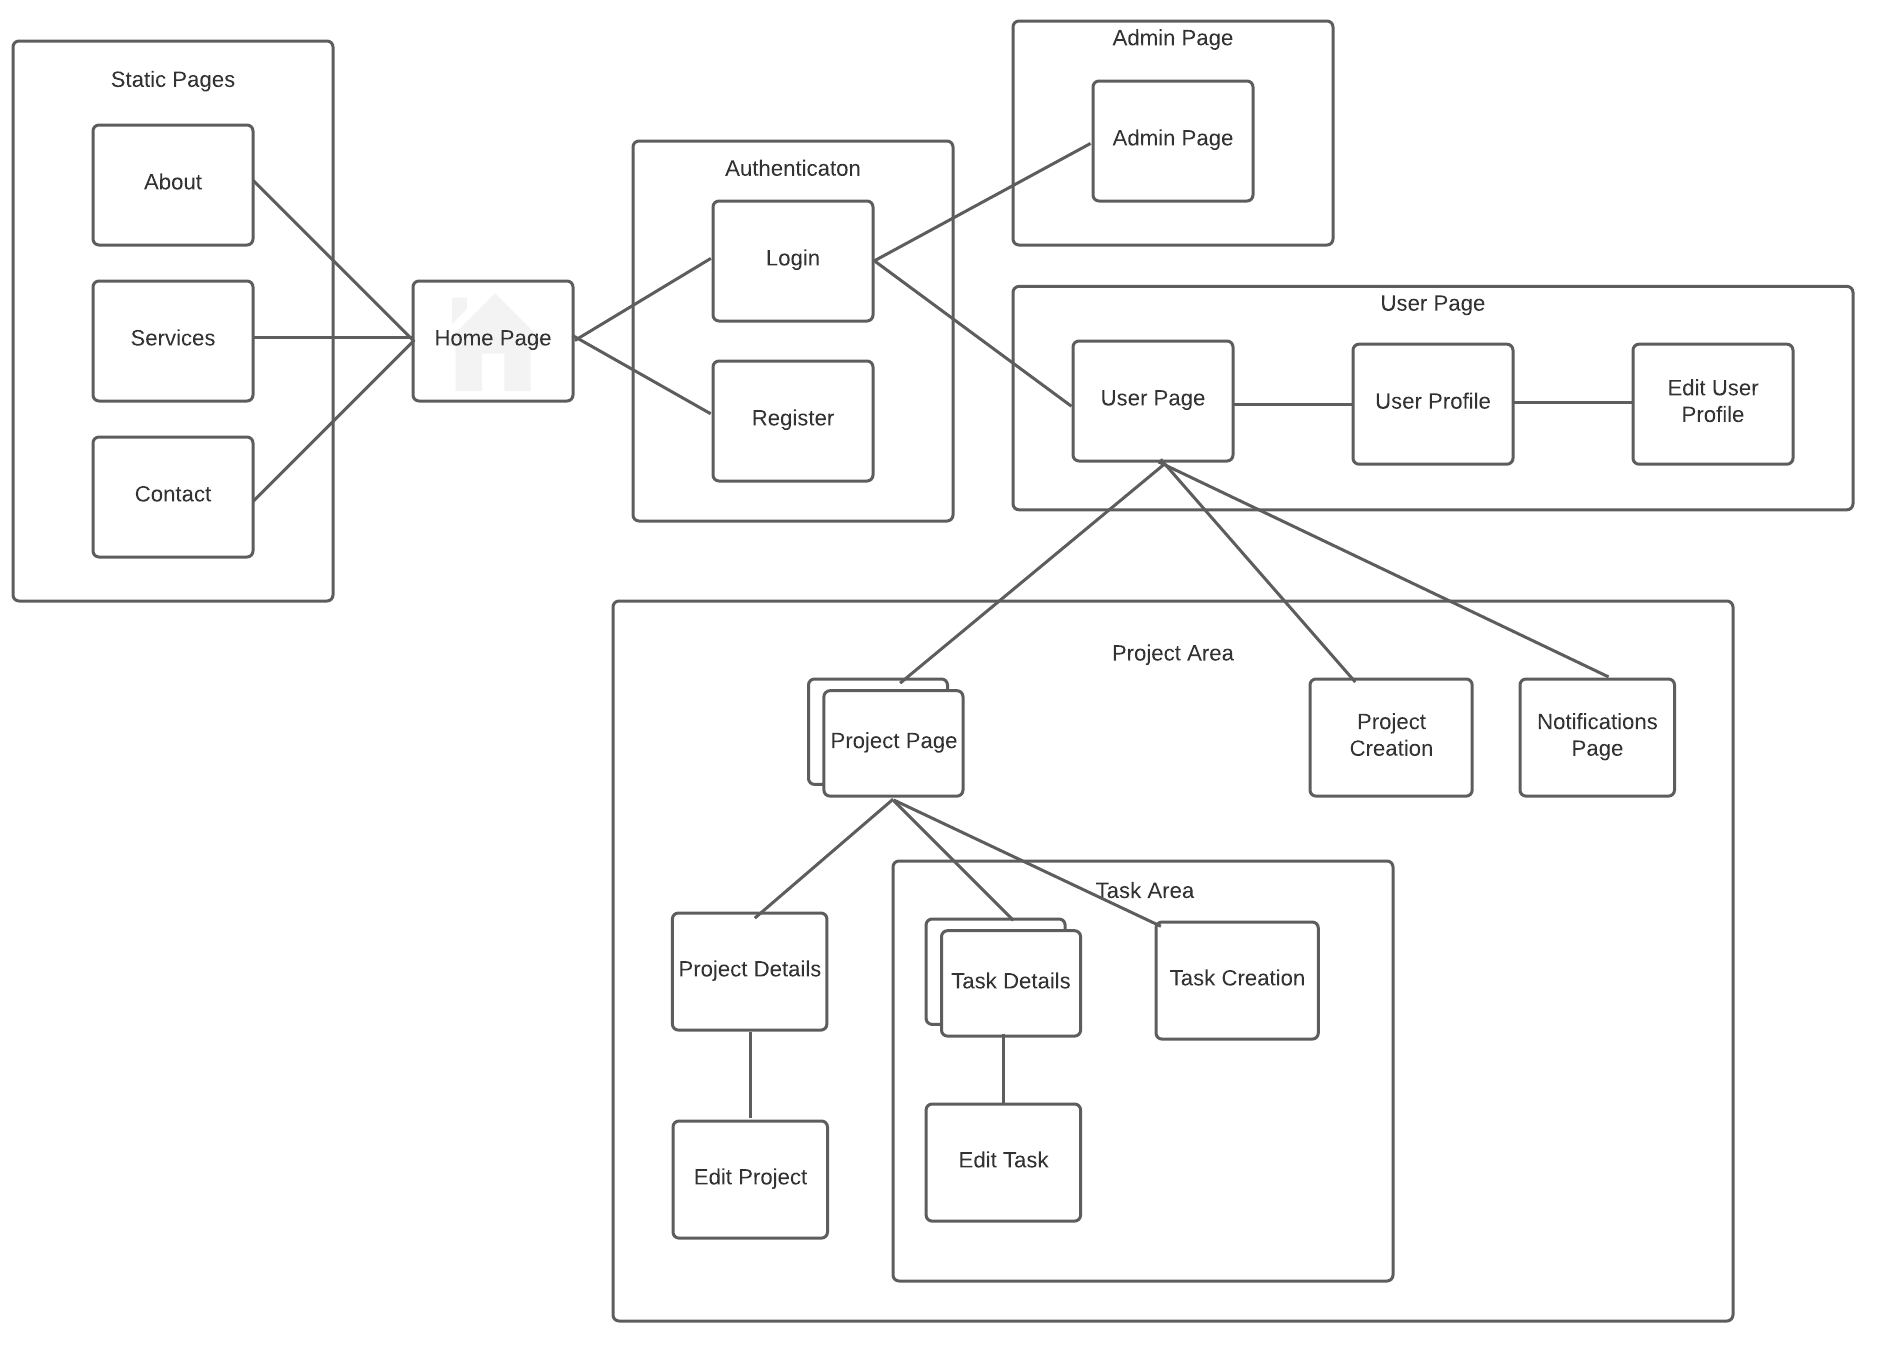 Static Pages
About
Services
Contact
Home Page
Authenticaton
Login
Register
Admin Page
Admin Page
User Page
User Page
User Profile
Edit User
Profile
Project Area
Project Page
Project
Creation
Notifications
Page
Project Details
Edit Project
Task Area
Task Details
Task Creation
Edit Task